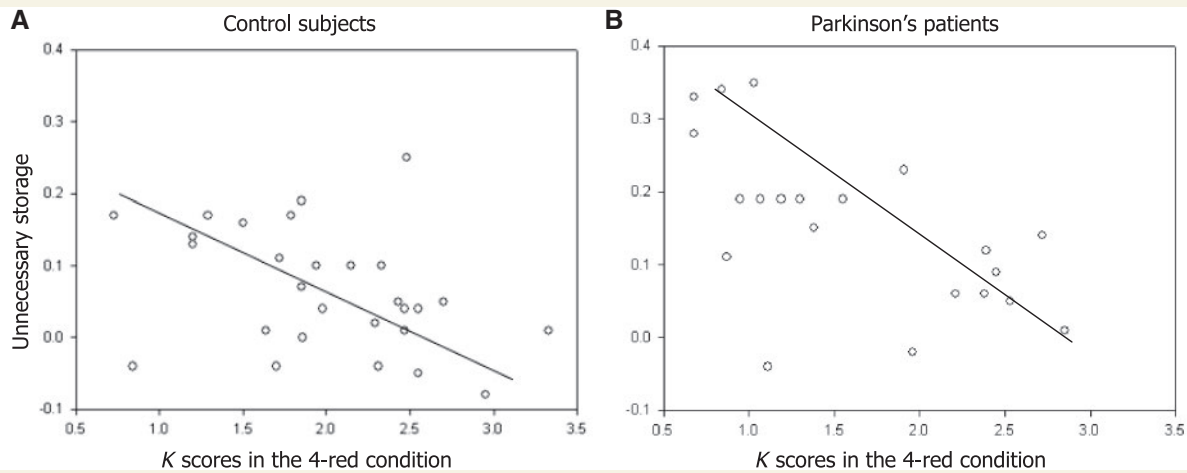 A
Control subjects
0.4
0.3
0.2
0.1
0.0
-0.1
Unnecessary storage
0.5 1.0 1.5 2.0 2.5 3.0 3.5
K scores in the 4-red condition
B
Parkinson's patients
0.4
0.3
0.2
0.1
0.0
-0.1
0.5 1.0 1.5 2.0 2.5 3.0 3.5
K scores in the 4-red condition